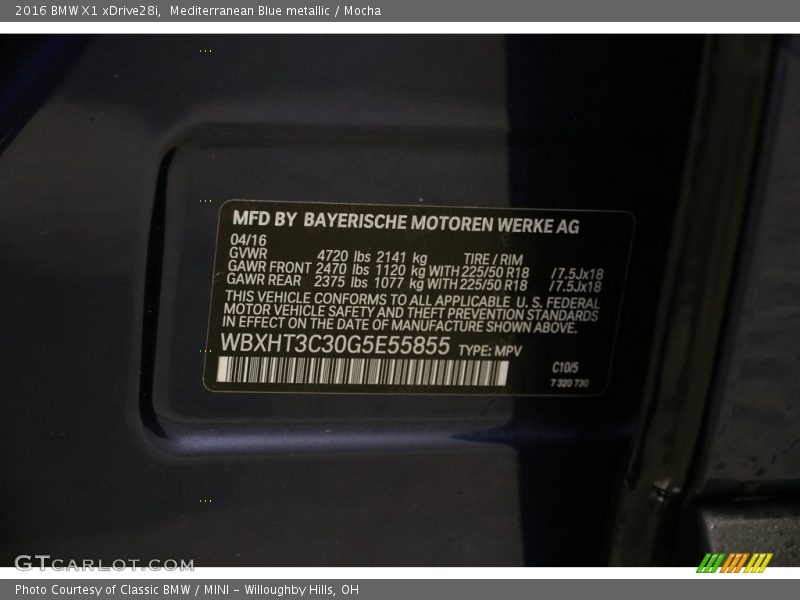 2016 BMW X1 xDrive28i, Mediterranean Blue metallic / Mocha
MFD BY BAYERISCHE MOTOREN WERKE AG
04/16
GVWR 4720 lbs 2141 kg TIRE / RIM
GAWR FRONT 2470 lbs 1120 kg WITH 225/50 R18 /7.5Jx18
GAWR REAR 2375 lbs 1077 kg WITH 225/50 R18 /7.5Jx18
THIS VEHICLE CONFORMS TO ALL APPLICABLE U.S. FEDERAL
MOTOR VEHICLE SAFETY AND THEFT PREVENTION STANDARDS
IN EFFECT ON THE DATE OF MANUFACTURE SHOWN ABOVE.
WBXHT3C30G5E55855 TYPE: MPV
C10/5
7 320 730
GTCARLOT.COM
Photo Courtesy of Classic BMW / MINI - Willoughby Hills, OH